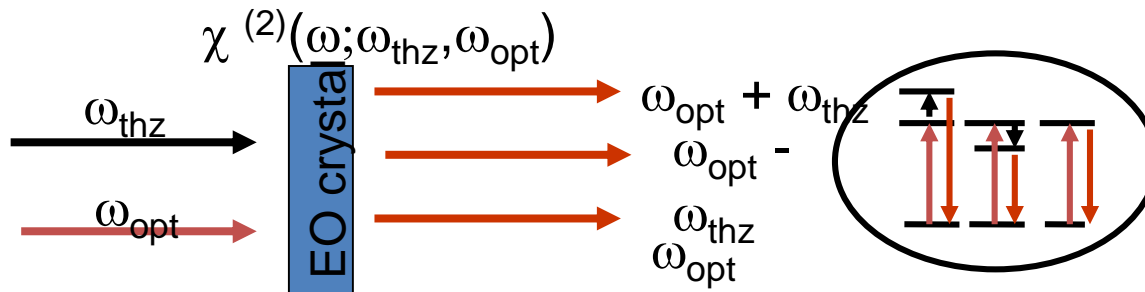 χ (2)(ω;ωthz,ωopt)
ωthz
ωopt
EO crystal
ωopt + ωthz
ωopt -
ωthz
ωopt